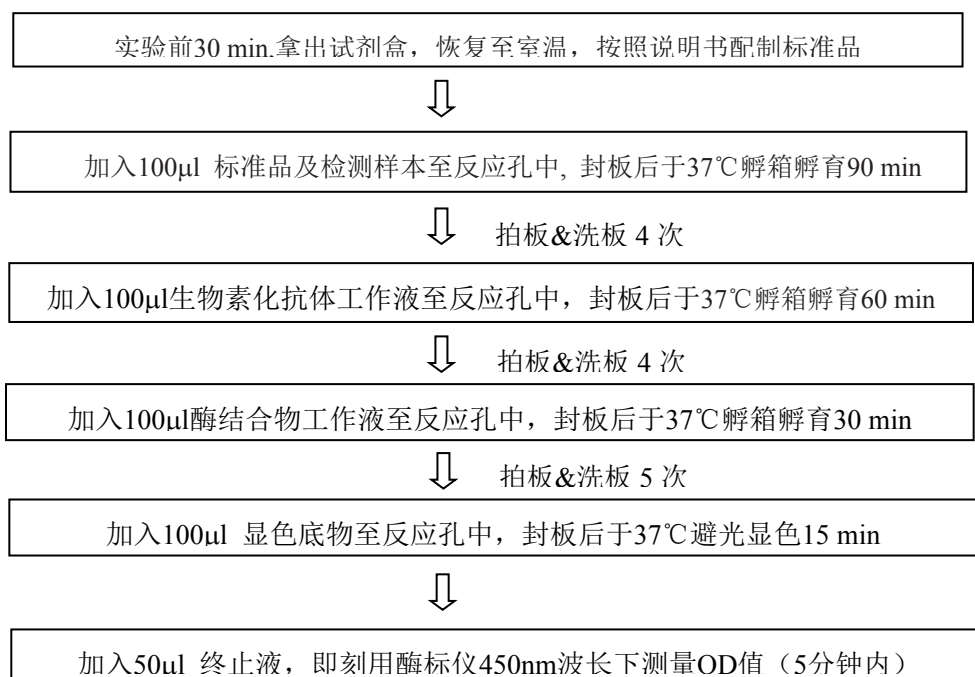 实验前30 min.拿出试剂盒，恢复至室温，按照说明书配制标准品
加入100μl 标准品及检测样本至反应孔中, 封板后于37℃孵箱孵育90 min
拍板&洗板 4 次
加入100μl生物素化抗体工作液至反应孔中，封板后于37℃孵箱孵育60 min
拍板&洗板 4 次
加入100μl酶结合物工作液至反应孔中，封板后于37℃孵箱孵育30 min
拍板&洗板 5 次
加入100μl 显色底物至反应孔中，封板后于37℃避光显色15 min
加入50μl 终止液，即刻用酶标仪450nm波长下测量OD值（5分钟内）